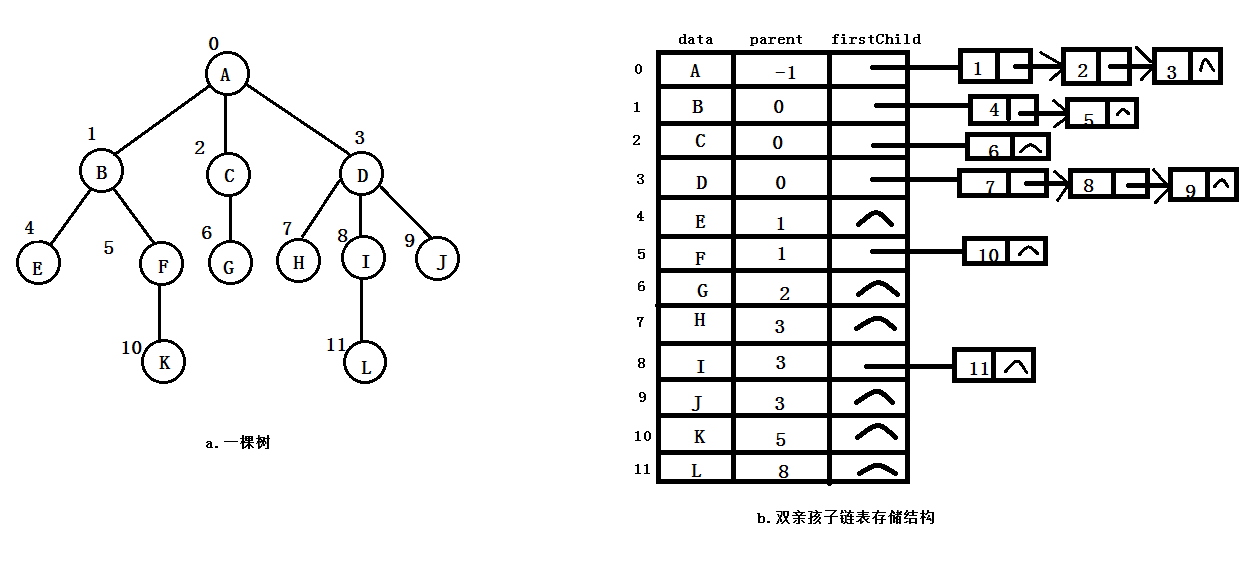 0
A
1
B
2
C
3
D
4
E
5
F
6
G
7
H
8
I
9
J
10
K
11
L
a.一棵树
data parent firstChild
0 A -1 1 2 3 ^
1 B 0 4 5 ^
2 C 0 6 ^
3 D 0 7 8 9 ^
4 E 1 ^
5 F 1 10 ^
6 G 2 ^
7 H 3 ^
8 I 3 11 ^
9 J 3 ^
10 K 5 ^
11 L 8 ^
b.双亲孩子链表存储结构